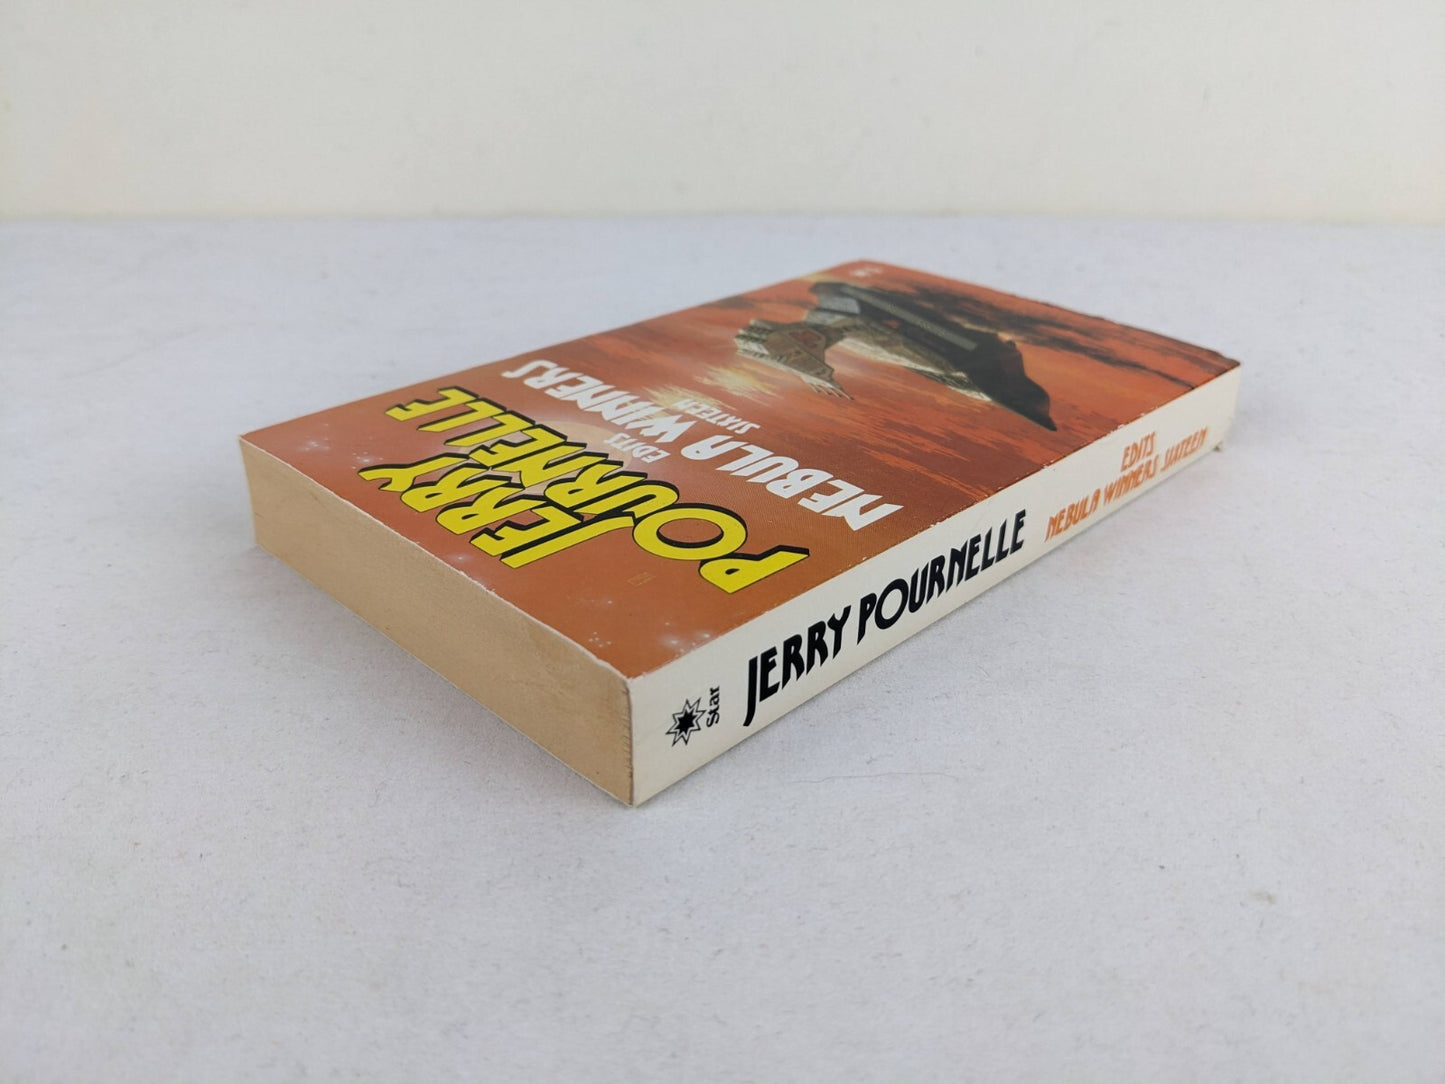 JERRY
POURNELLE
EDITS
NEBULA WINNERS
SIXTEEN
Star
JERRY POURNELLE
EDITS
NEBULA WINNERS SIXTEEN